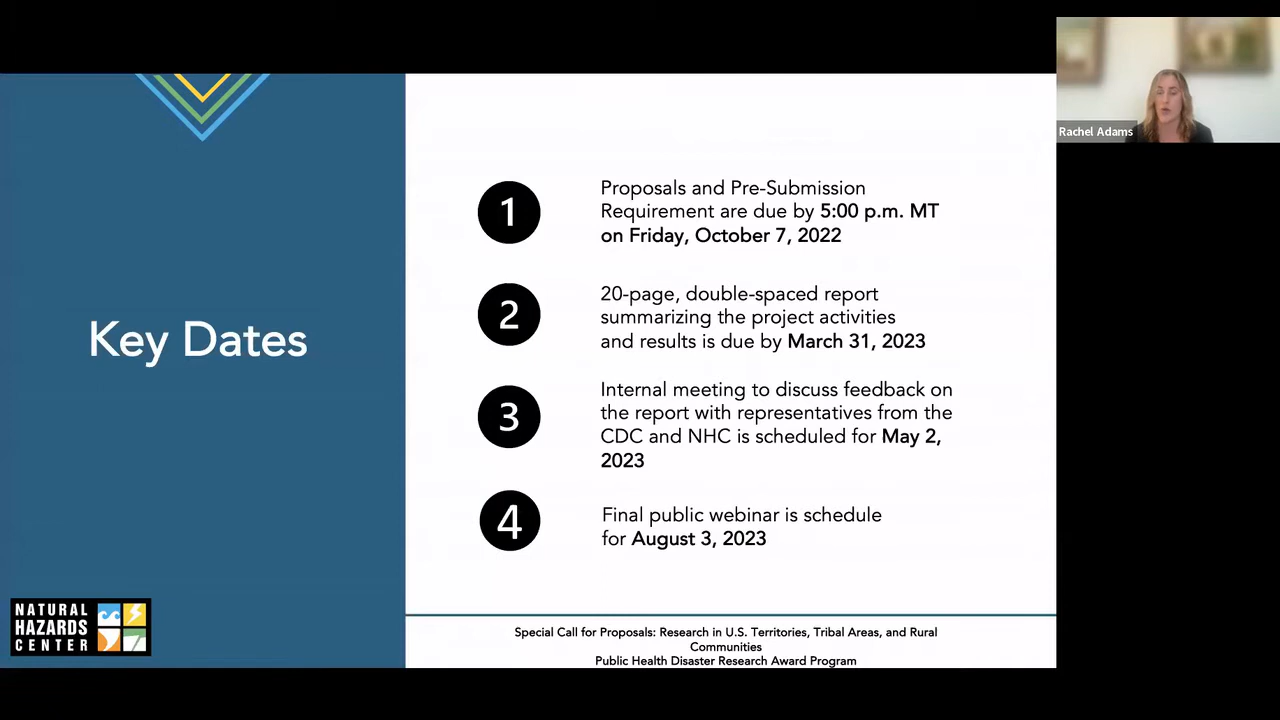 Rachel Adams
Key Dates
1
Proposals and Pre-Submission
Requirement are due by 5:00 p.m. MT
on Friday, October 7, 2022
2
20-page, double-spaced report
summarizing the project activities
and results is due by March 31, 2023
3
Internal meeting to discuss feedback on
the report with representatives from the
CDC and NHC is scheduled for May 2,
2023
4
Final public webinar is schedule
for August 3, 2023
NATURAL
HAZARDS
CENTER
Special Call for Proposals: Research in U.S. Territories, Tribal Areas, and Rural
Communities
Public Health Disaster Research Award Program